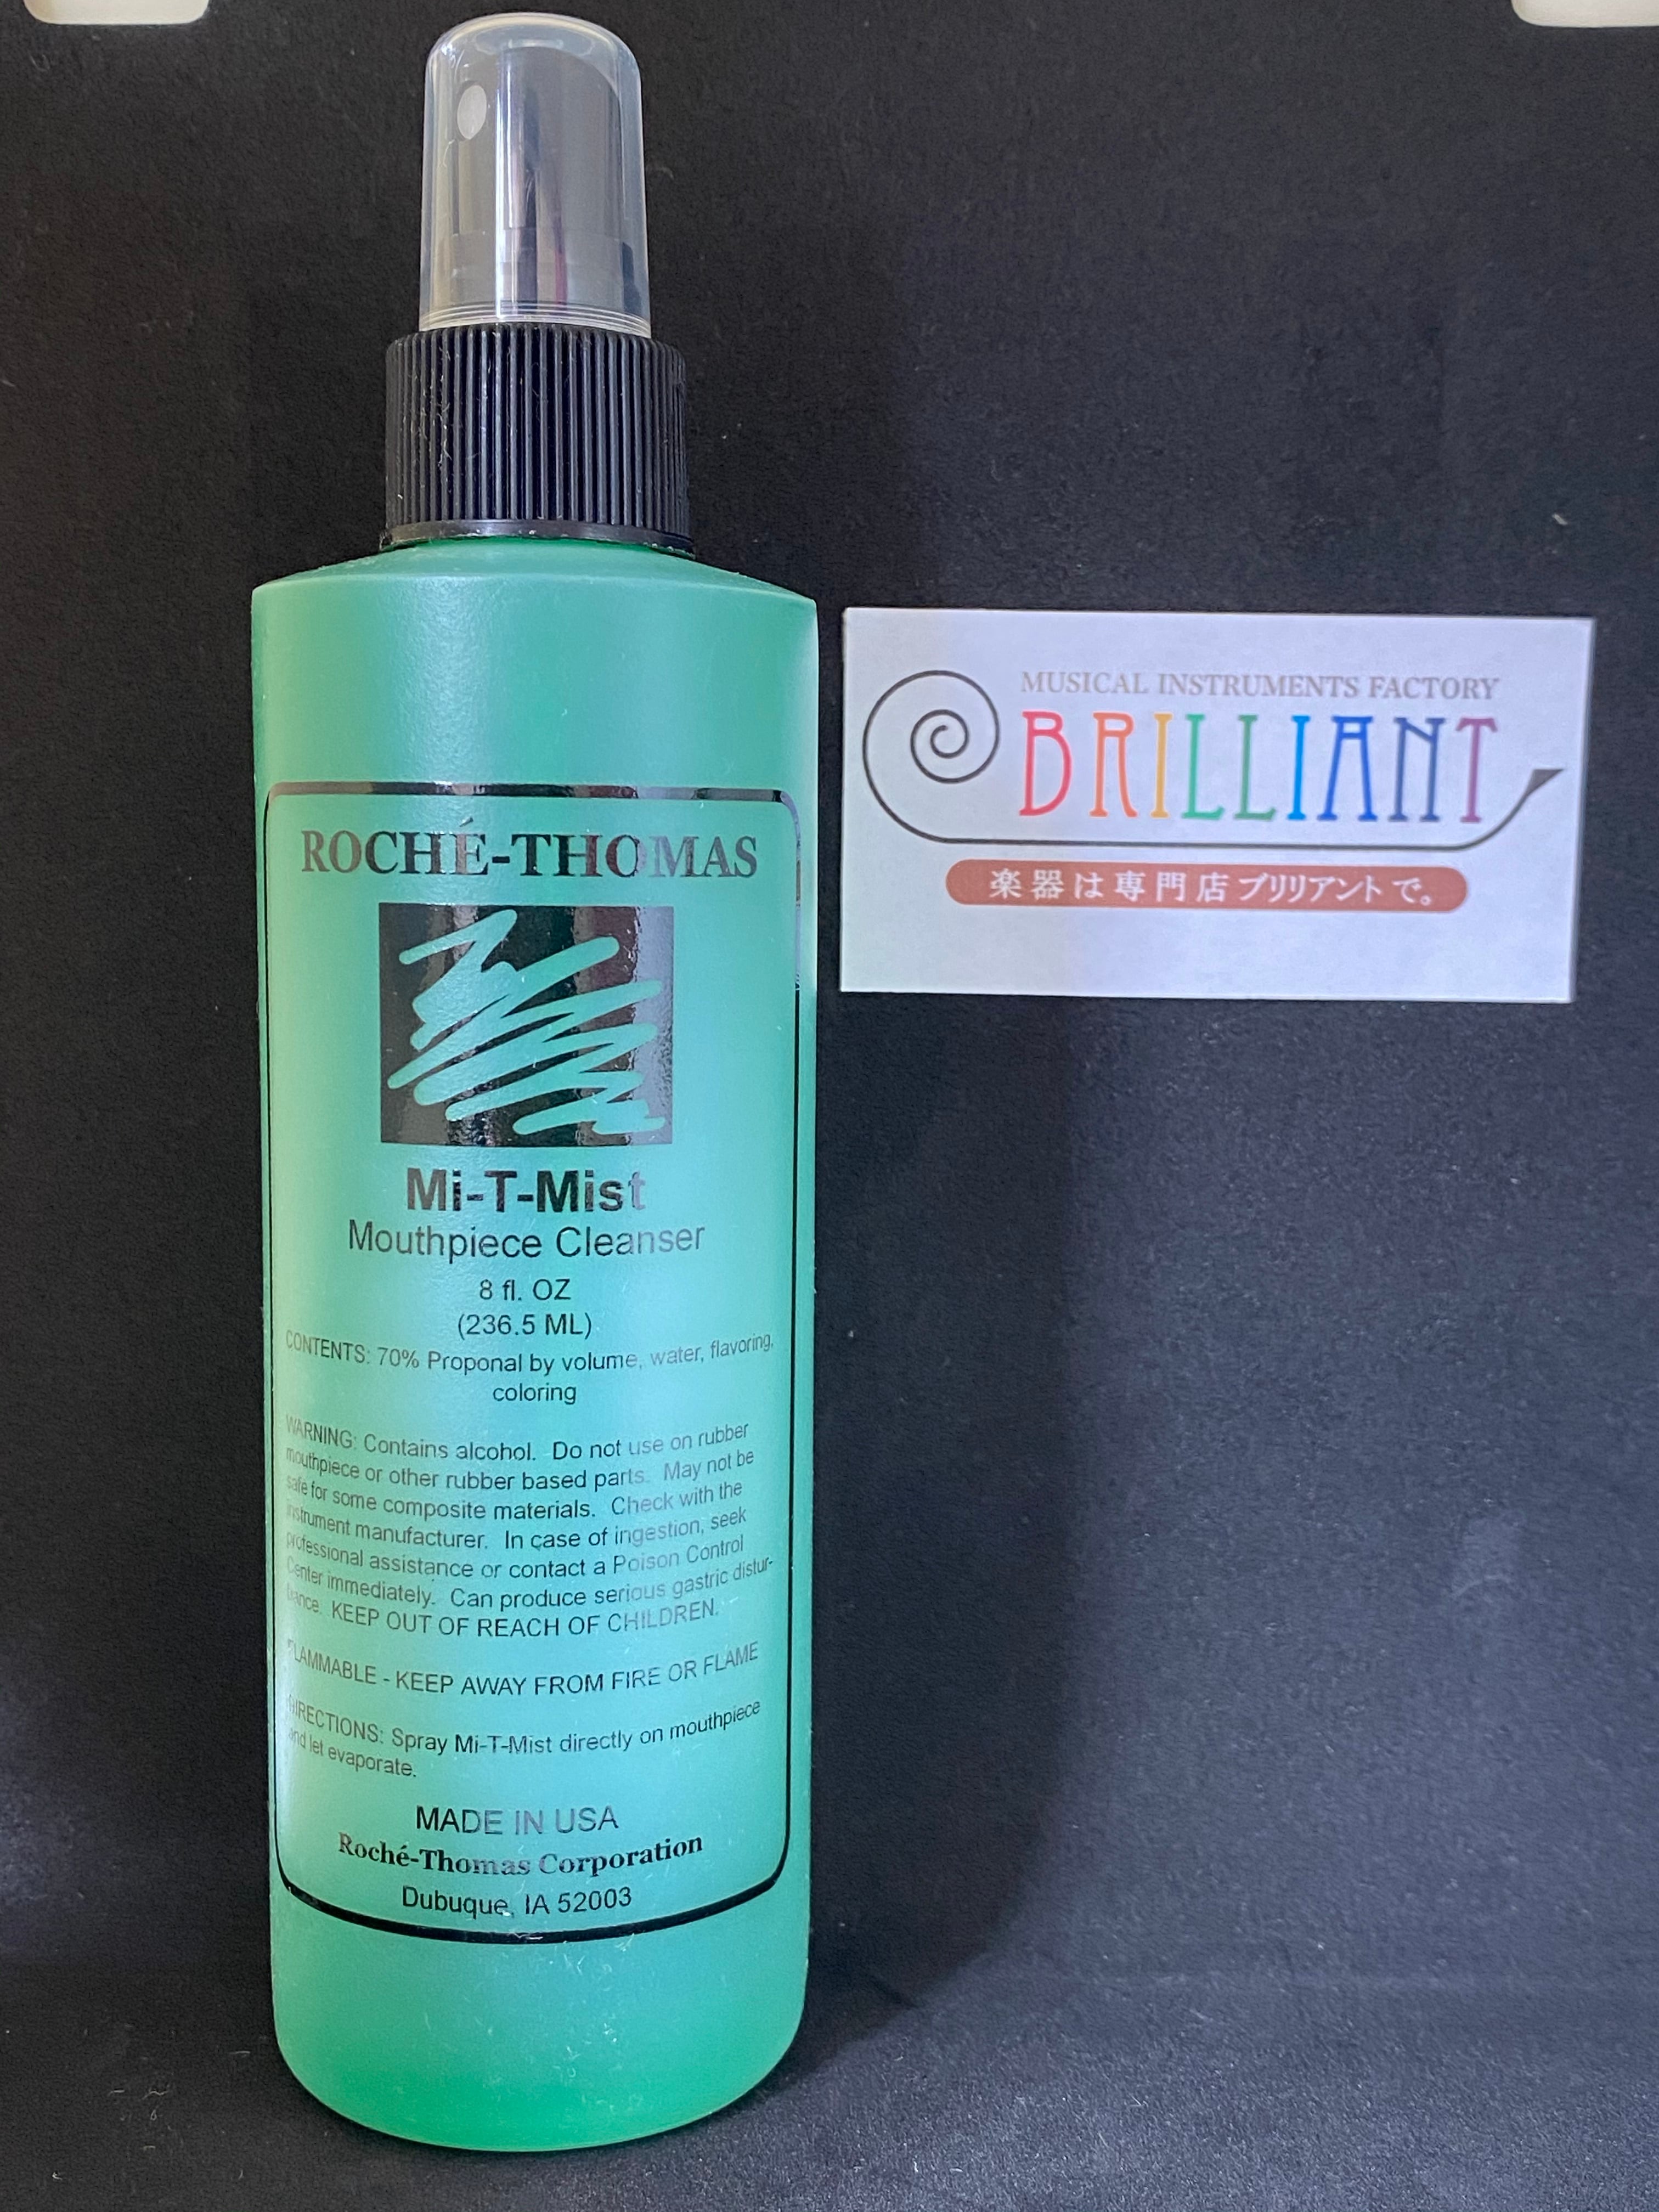 ROCHÉ-THOMAS
Mi-T-Mist
Mouthpiece Cleanser
8 fl. OZ
(236.5 ML)
CONTENTS: 70% Proponal by volume, water, flavoring,
coloring
WARNING: Contains alcohol. Do not use on rubber
mouthpiece or other rubber based parts. May not be
safe for some composite materials. Check with the
instrument manufacturer. In case of ingestion, seek
professional assistance or contact a Poison Control
Center immediately. Can produce serious gastric distur-
bance. KEEP OUT OF REACH OF CHILDREN.
FLAMMABLE - KEEP AWAY FROM FIRE OR FLAME
DIRECTIONS: Spray Mi-T-Mist directly on mouthpiece
and let evaporate.
MADE IN USA
Roché-Thomas Corporation
Dubuque, IA 52003
MUSICAL INSTRUMENTS FACTORY
BRILLIANT
楽器は専門店ブリリアントで。